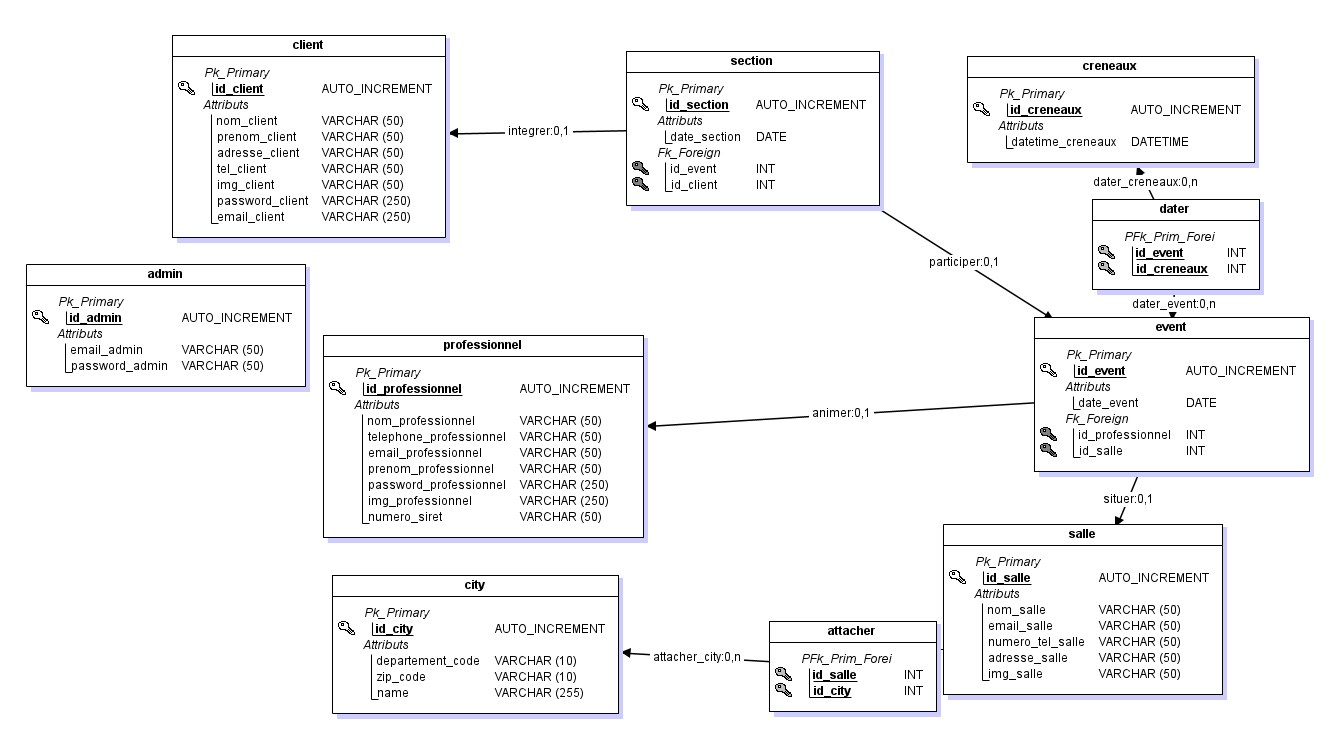 client
Pk_Primary
id_client AUTO_INCREMENT
Attributs
nom_client VARCHAR (50)
prenom_client VARCHAR (50)
adresse_client VARCHAR (50)
tel_client VARCHAR (50)
img_client VARCHAR (50)
password_client VARCHAR (250)
email_client VARCHAR (250)
integrer:0,1
section
Pk_Primary
id_section AUTO_INCREMENT
Attributs
date_section DATE
Fk_Foreign
id_event INT
id_client INT
creneaux
Pk_Primary
id_creneaux AUTO_INCREMENT
Attributs
datetime_creneaux DATETIME
dater_creneaux:0,n
dater
PFk_Prim_Forei
id_event INT
id_creneaux INT
participer:0,1
dater_event:0,n
admin
Pk_Primary
id_admin AUTO_INCREMENT
Attributs
email_admin VARCHAR (50)
password_admin VARCHAR (50)
professionnel
Pk_Primary
id_professionnel AUTO_INCREMENT
Attributs
nom_professionnel VARCHAR (50)
telephone_professionnel VARCHAR (50)
email_professionnel VARCHAR (50)
prenom_professionnel VARCHAR (50)
password_professionnel VARCHAR (250)
img_professionnel VARCHAR (250)
numero_siret VARCHAR (50)
animer:0,1
event
Pk_Primary
id_event AUTO_INCREMENT
Attributs
date_event DATE
Fk_Foreign
id_professionnel INT
id_salle INT
situer:0,1
city
Pk_Primary
id_city AUTO_INCREMENT
Attributs
departement_code VARCHAR (10)
zip_code VARCHAR (10)
name VARCHAR (255)
attacher_city:0,n
attacher
PFk_Prim_Forei
id_salle INT
id_city INT
salle
Pk_Primary
id_salle AUTO_INCREMENT
Attributs
nom_salle VARCHAR (50)
email_salle VARCHAR (50)
numero_tel_salle VARCHAR (50)
adresse_salle VARCHAR (50)
img_salle VARCHAR (50)